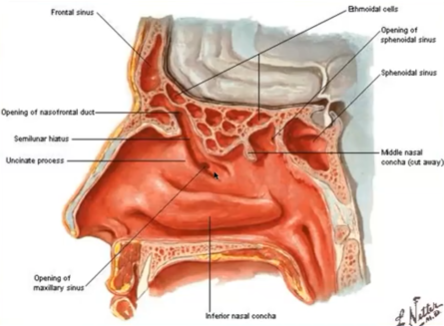 Frontal sinus
Ethmoidal cells
Opening of
sphenoidal sinus
Sphenoidal sinus
Opening of nasofrontal duct
Semilunar hiatus
Uncinate process
Middle nasal
concha (cut away)
Opening of
maxillary sinus
Inferior nasal concha
F. Netter
M.D.